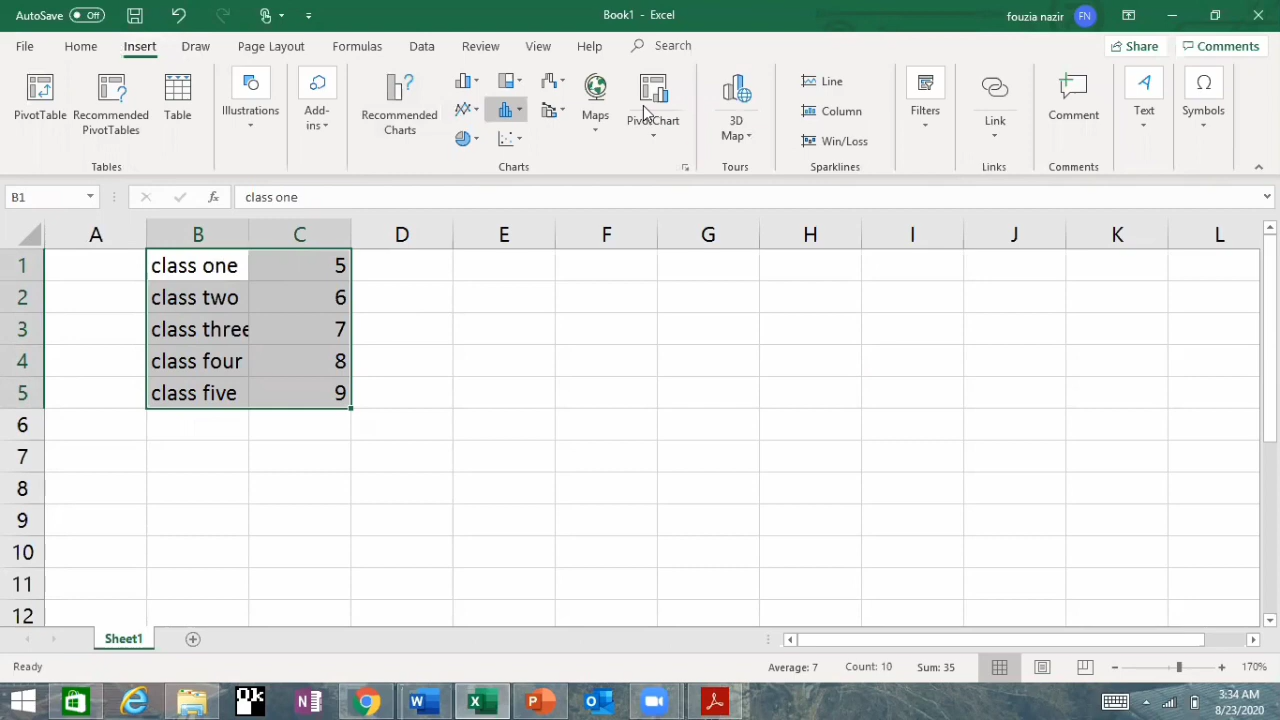 AutoSave Off
Book1 - Excel
fouzia nazir FN
File Home Insert Draw Page Layout Formulas Data Review View Help Search Share Comments
PivotTable Recommended PivotTables Table
Illustrations
Add-ins
Recommended Charts
Maps PivotChart
3D Map
Line
Column
Win/Loss
Filters
Link
Comment
Text
Symbols
Tables Charts Tours Sparklines Links Comments
B1 fx class one
A B C D E F G H I J K L
1 class one 5
2 class two 6
3 class three 7
4 class four 8
5 class five 9
6
7
8
9
10
11
12
Sheet1
Ready Average: 7 Count: 10 Sum: 35 170%
Ok
3:34 AM
8/23/2020